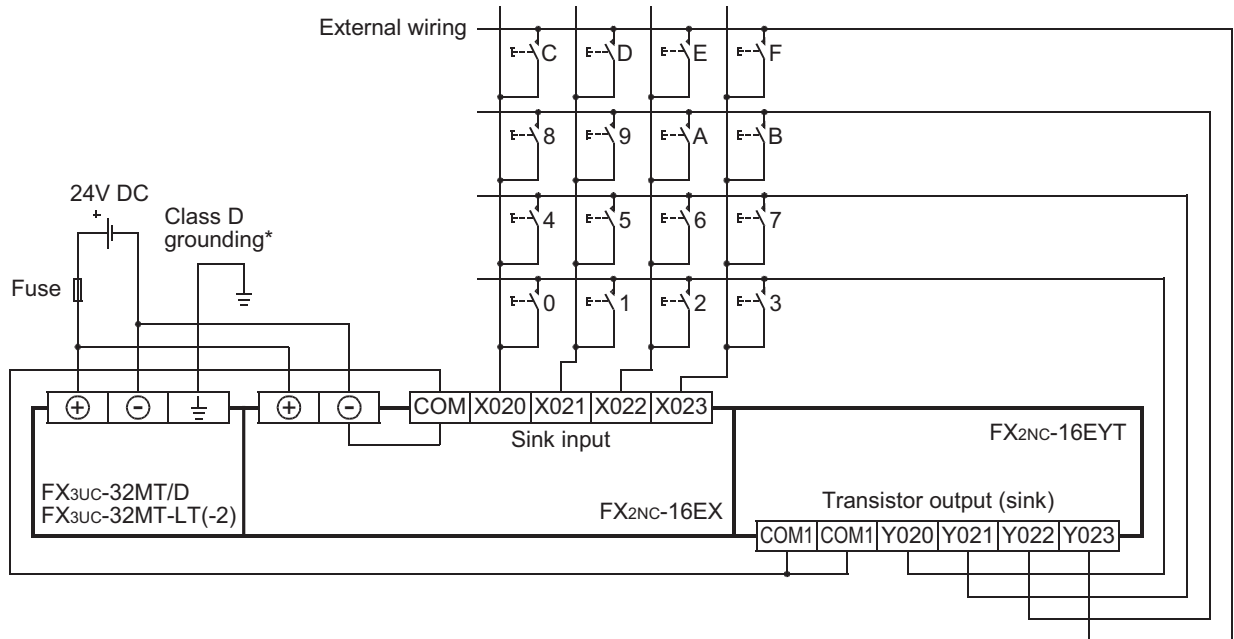 External wiring
C D E F
8 9 A B
4 5 6 7
0 1 2 3
24V DC
+
Class D
grounding*
Fuse
+ - + - COM X020 X021 X022 X023
Sink input
FX2NC-16EYT
FX3UC-32MT/D
FX3UC-32MT-LT(-2)
FX2NC-16EX
Transistor output (sink)
COM1 COM1 Y020 Y021 Y022 Y023